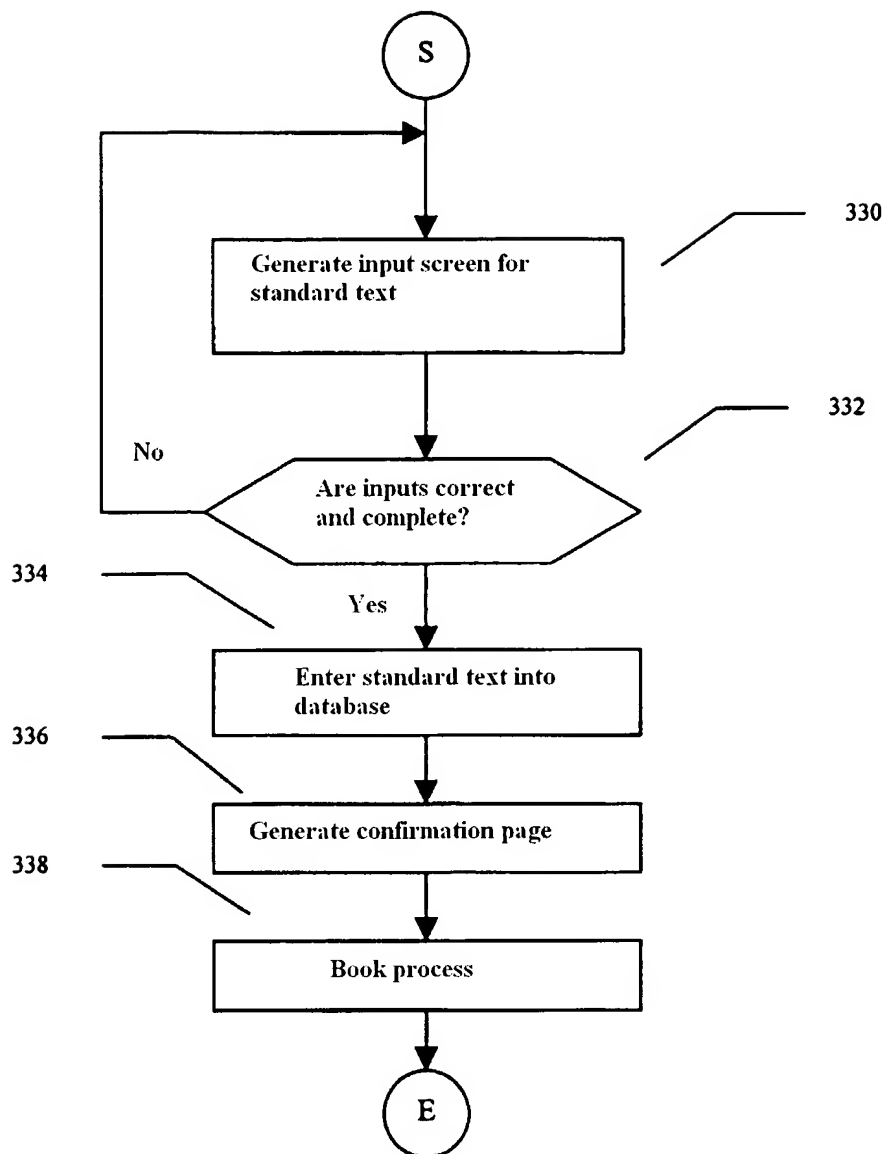 S
330
Generate input screen for
standard text
332
No
Are inputs correct
and complete?
334
Yes
Enter standard text into
database
336
Generate confirmation page
338
Book process
E